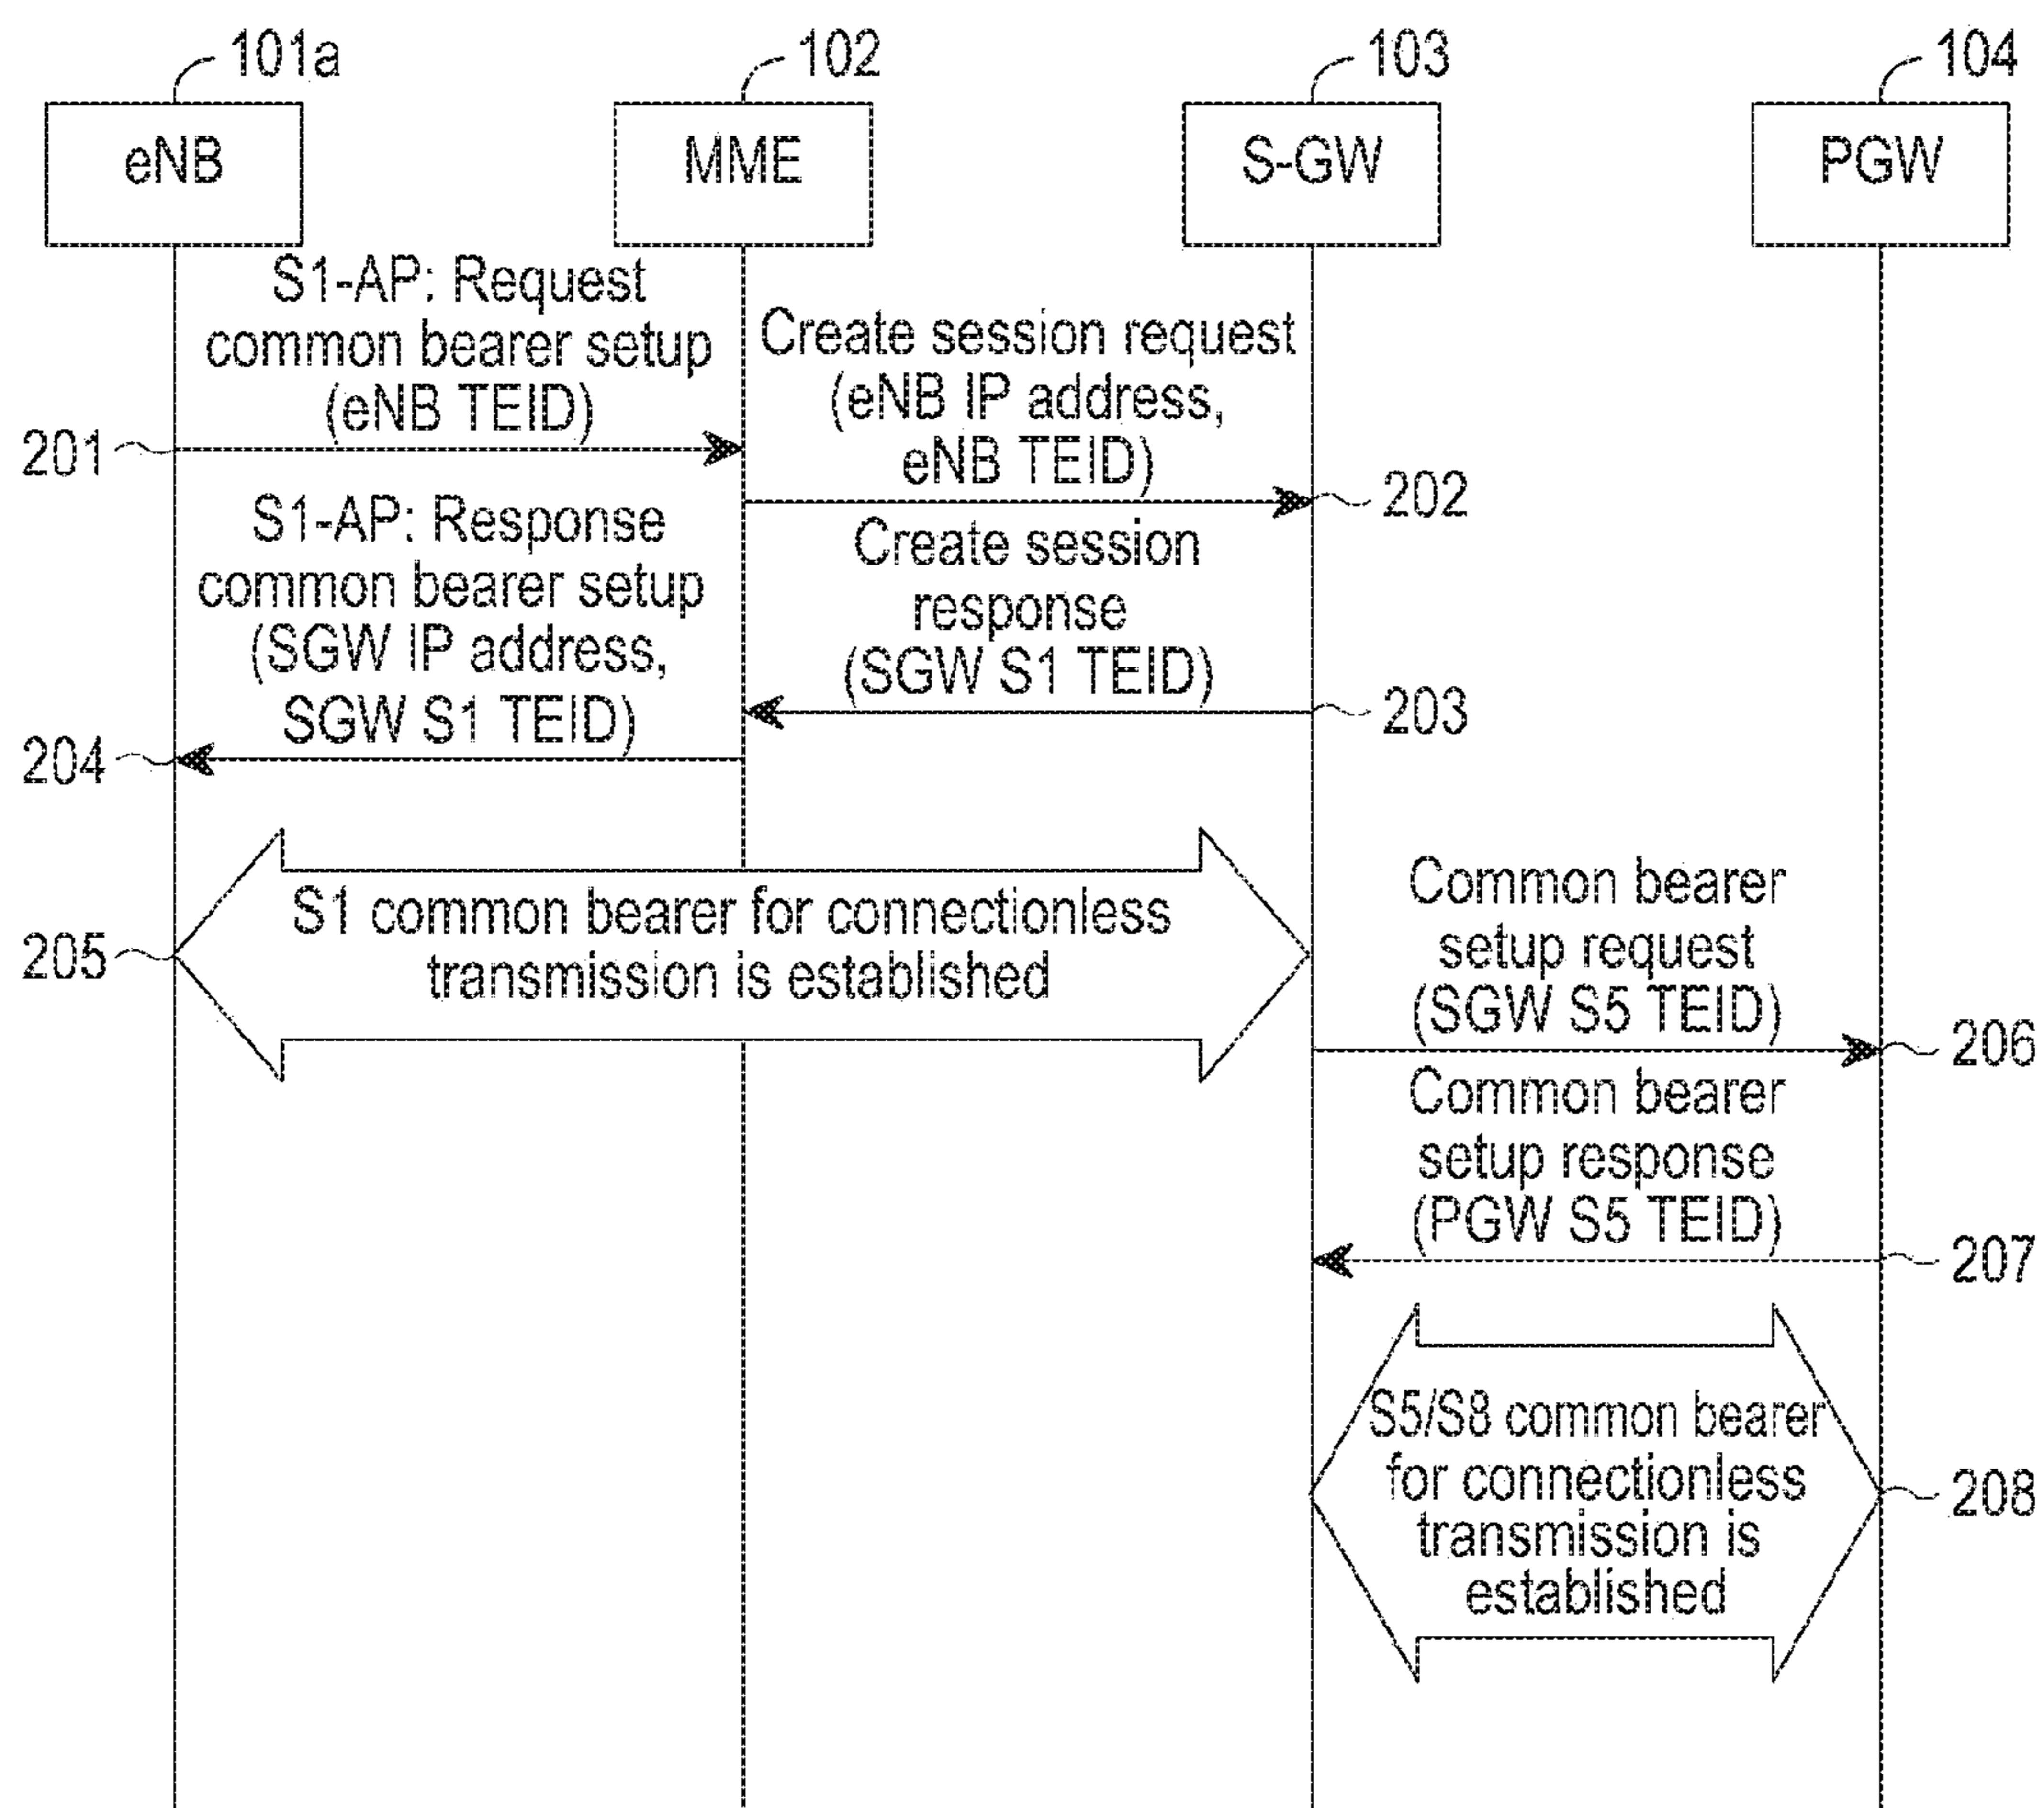 101a
102
103
104
eNB
MME
S-GW
PGW
S1-AP: Request
common bearer setup
(eNB TEID)
201
Create session request
(eNB IP address,
eNB TEID)
202
Create session
response
(SGW S1 TEID)
203
S1-AP: Response
common bearer setup
(SGW IP address,
SGW S1 TEID)
204
S1 common bearer for connectionless
transmission is established
205
Common bearer
setup request
(SGW S5 TEID)
206
Common bearer
setup response
(PGW S5 TEID)
207
S5/S8 common bearer
for connectionless
transmission is
established
208